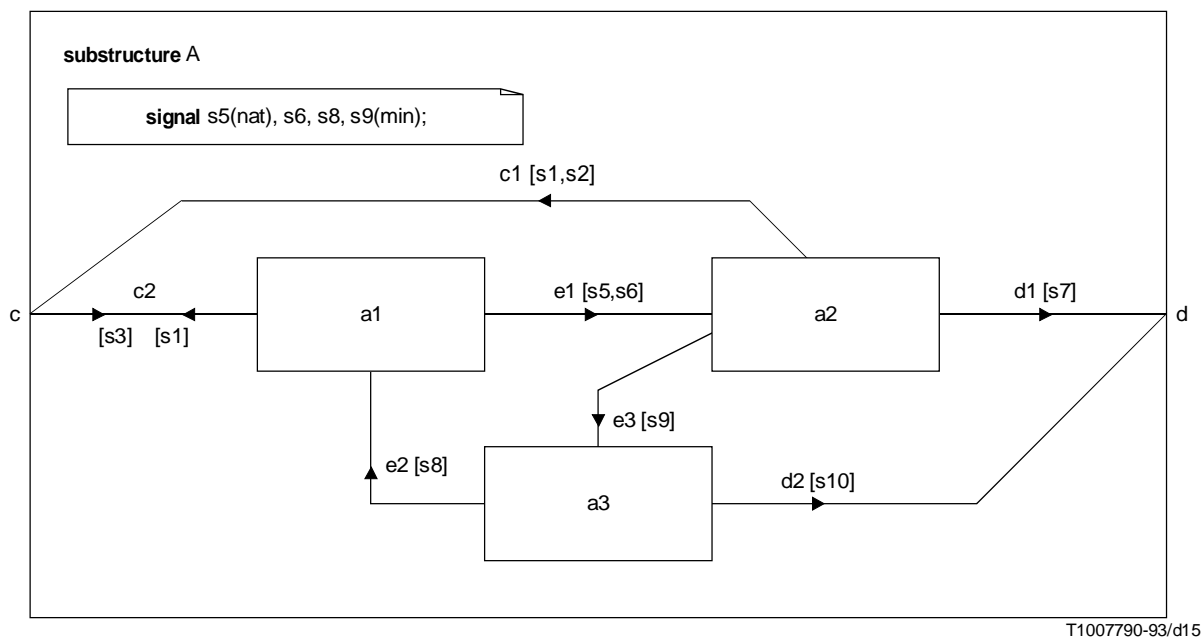 substructure A
signal s5(nat), s6, s8, s9(min);
c1 [s1,s2]
c2
e1 [s5,s6]
d1 [s7]
c
a1
a2
d
[s3] [s1]
e3 [s9]
e2 [s8]
d2 [s10]
a3
T1007790-93/d15